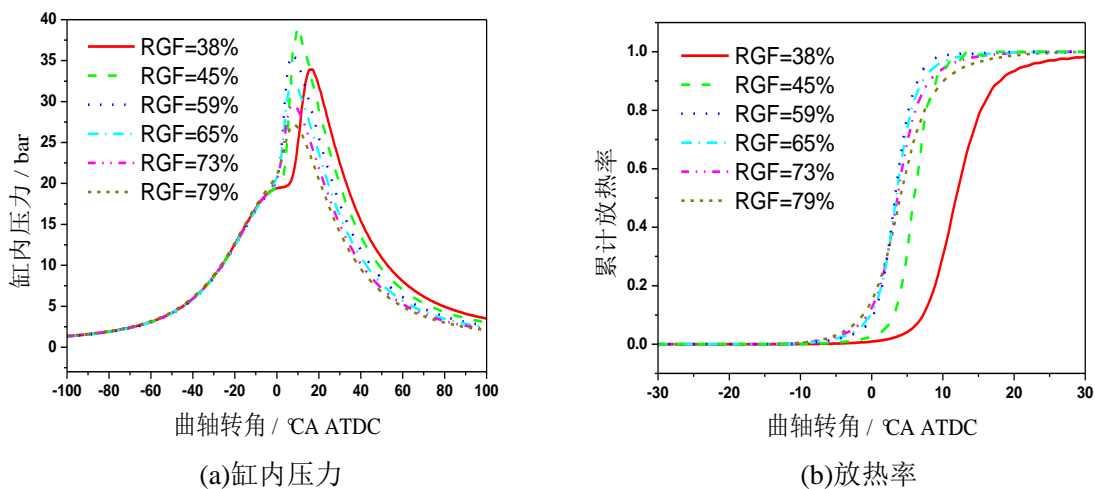 40
35
30
25
20
15
10
5
0
缸内压力 / bar
RGF=38%
RGF=45%
RGF=59%
RGF=65%
RGF=73%
RGF=79%
-100 -80 -60 -40 -20 0 20 40 60 80 100
曲轴转角 / °CA ATDC
(a)缸内压力
1.0
0.8
0.6
0.4
0.2
0.0
累计放热率
RGF=38%
RGF=45%
RGF=59%
RGF=65%
RGF=73%
RGF=79%
-30 -20 -10 0 10 20 30
曲轴转角 / °CA ATDC
(b)放热率